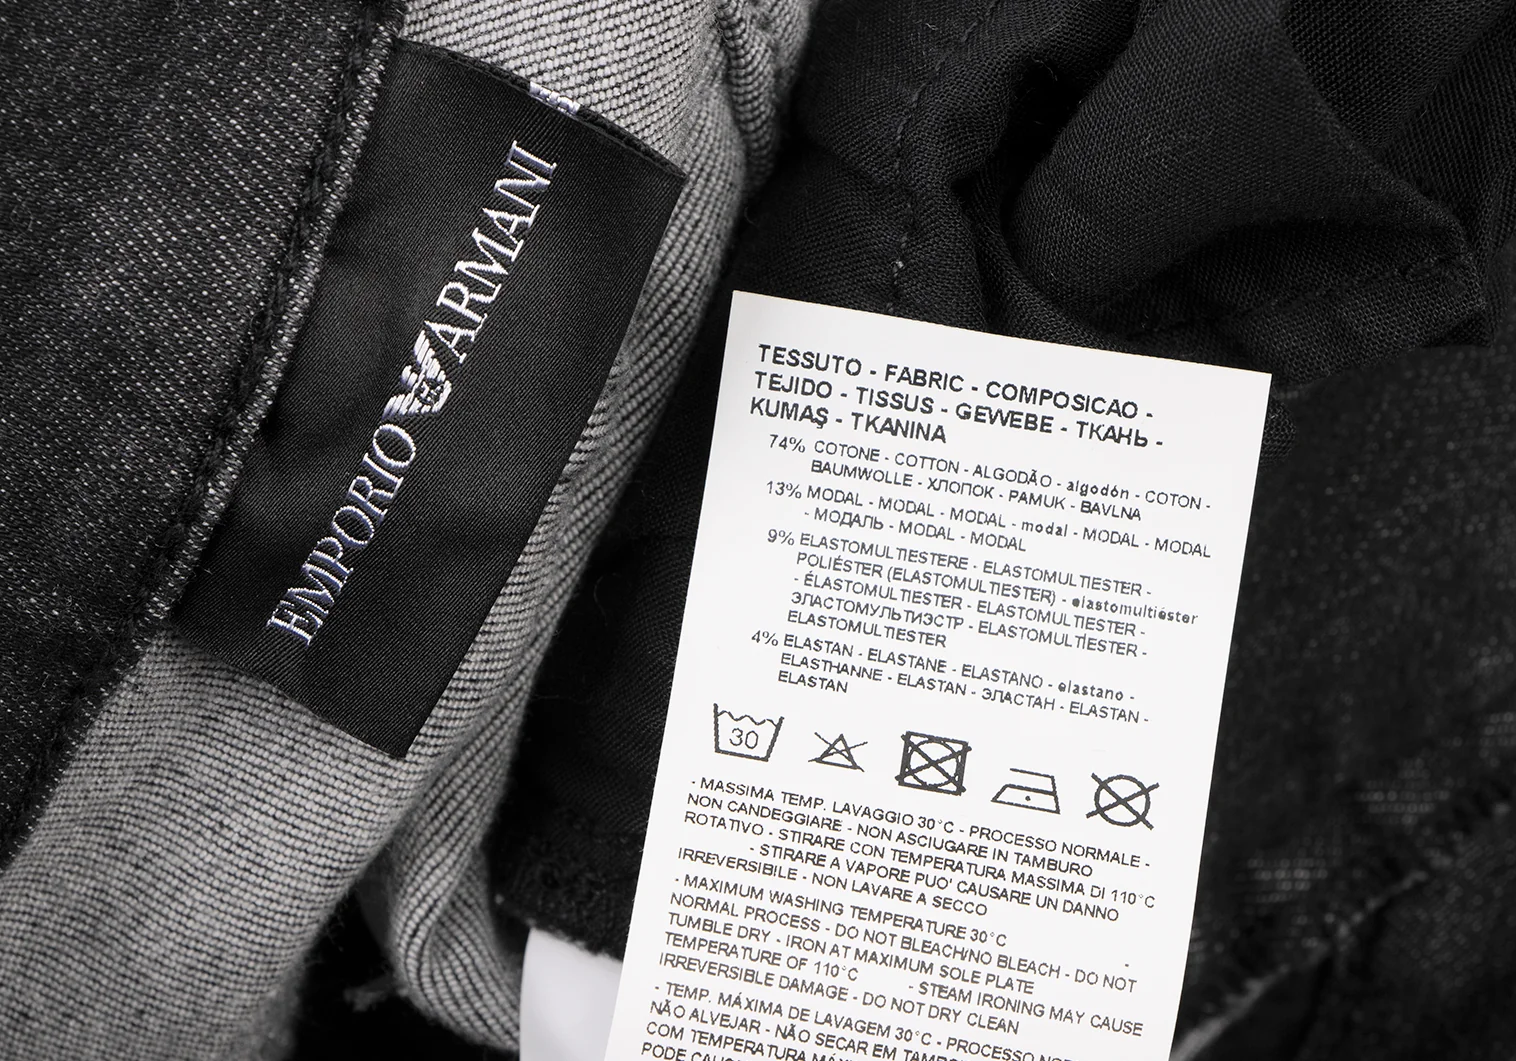 EMPORIO ARMANI
TESSUTO - FABRIC - COMPOSICAO -
TEJIDO - TISSUS - GEWEBE - ТКАНЬ -
KUMAŞ - TKANINA
74% COTONE - COTTON - ALGODÃO - algodón - COTON -
BAUMWOLLE - ХЛОПОК - PAMUK - BAVLNA
13% MODAL - MODAL - MODAL - modal - MODAL - MODAL
- МОДАЛЬ - MODAL - MODAL
9% ELASTOMULTIESTERE - ELASTOMULTIESTER -
POLIÉSTER (ELASTOMULTIESTER) - elastomultiéster
- ÉLASTOMULTIESTER - ELASTOMULTIESTER -
ЭЛАСТОМУЛЬТИЭСТР - ELASTOMULTIESTER -
ELASTOMULTIESTER
4% ELASTAN - ELASTANE - ELASTANO - elastano -
ELASTHANNE - ELASTAN - ЭЛАСТАН - ELASTAN -
ELASTAN
30
- MASSIMA TEMP. LAVAGGIO 30°C - PROCESSO NORMALE -
NON CANDEGGIARE - NON ASCIUGARE IN TAMBURO
ROTATIVO - STIRARE CON TEMPERATURA MASSIMA DI 110°C
- STIRARE A VAPORE PUO' CAUSARE UN DANNO
IRREVERSIBILE - NON LAVARE A SECCO
- MAXIMUM WASHING TEMPERATURE 30°C -
NORMAL PROCESS - DO NOT BLEACH/NO BLEACH - DO NOT
TUMBLE DRY - IRON AT MAXIMUM SOLE PLATE
TEMPERATURE OF 110°C - STEAM IRONING MAY CAUSE
IRREVERSIBLE DAMAGE - DO NOT DRY CLEAN
- TEMP. MÁXIMA DE LAVAGEM 30°C - PROCESSO
NÃO ALVEJAR - NÃO SECAR EM
COM TEMPERATURA
PODE